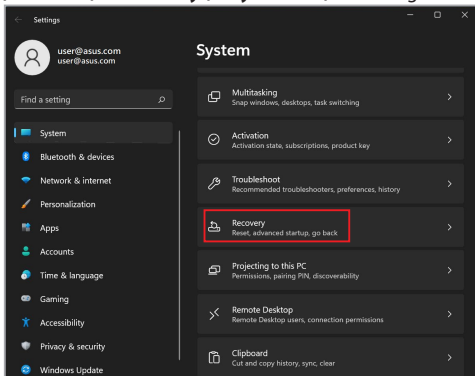 Settings
user@asus.com
user@asus.com
Find a setting
System
Bluetooth & devices
Network & internet
Personalization
Apps
Accounts
Time & language
Gaming
Accessibility
Privacy & security
Windows Update
System
Multitasking
Snap windows, desktops, task switching
Activation
Activation state, subscriptions, product key
Troubleshoot
Recommended troubleshooters, preferences, history
Recovery
Reset, advanced startup, go back
Projecting to this PC
Permissions, pairing PIN, discoverability
Remote Desktop
Remote Desktop users, connection permissions
Clipboard
Cut and copy history, sync, clear